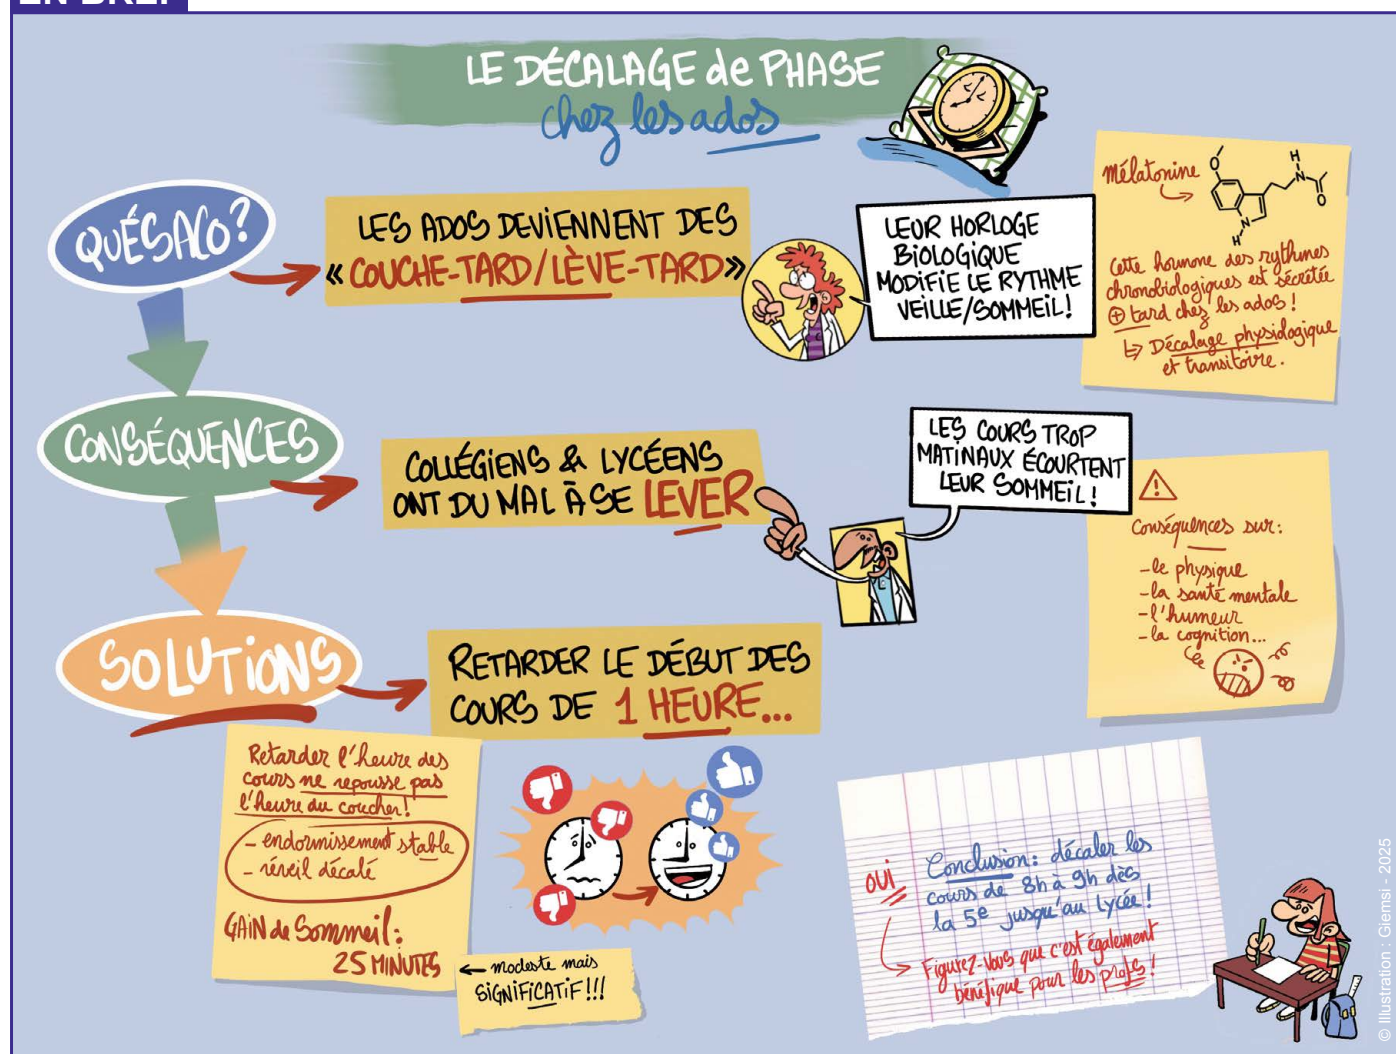 EN BREF
LE DÉCALAGE de PHASE
chez les ados
QUÉSACO?
LES ADOS DEVIENNENT DES
« COUCHE-TARD/LÈVE-TARD»
LEUR HORLOGE
BIOLOGIQUE
MODIFIE LE RYTHME
VEILLE/SOMMEIL!
Mélatonine
O
H
N
O
N
H
Cette hormone des rythmes
chronobiologiques est sécrétée
+ tard chez les ados!
↳ Décalage physiologique
et transitoire.
CONSÉQUENCES
COLLÉGIENS & LYCÉENS
ONT DU MAL À SE LEVER
LES COURS TROP
MATINAUX ÉCOURTENT
LEUR SOMMEIL!
Conséquences sur:
-le physique
-la santé mentale
-l'humeur
-la cognition...
SOLUTIONS
RETARDER LE DÉBUT DES
COURS DE 1 HEURE...
Retarder l'heure des
cours ne repousse pas
l'heure du coucher!
- endormissement stable
- réveil décalé
GAIN de Sommeil:
25 MINUTES
← modeste mais
SIGNIFICATIF!!!
OUI
Conclusion: décaler les
cours de 8h à 9h dès
la 5e jusqu'au lycée!
Figurez-vous que c'est également
bénéfique pour les profs!
© Illustration : Giemsi - 2025